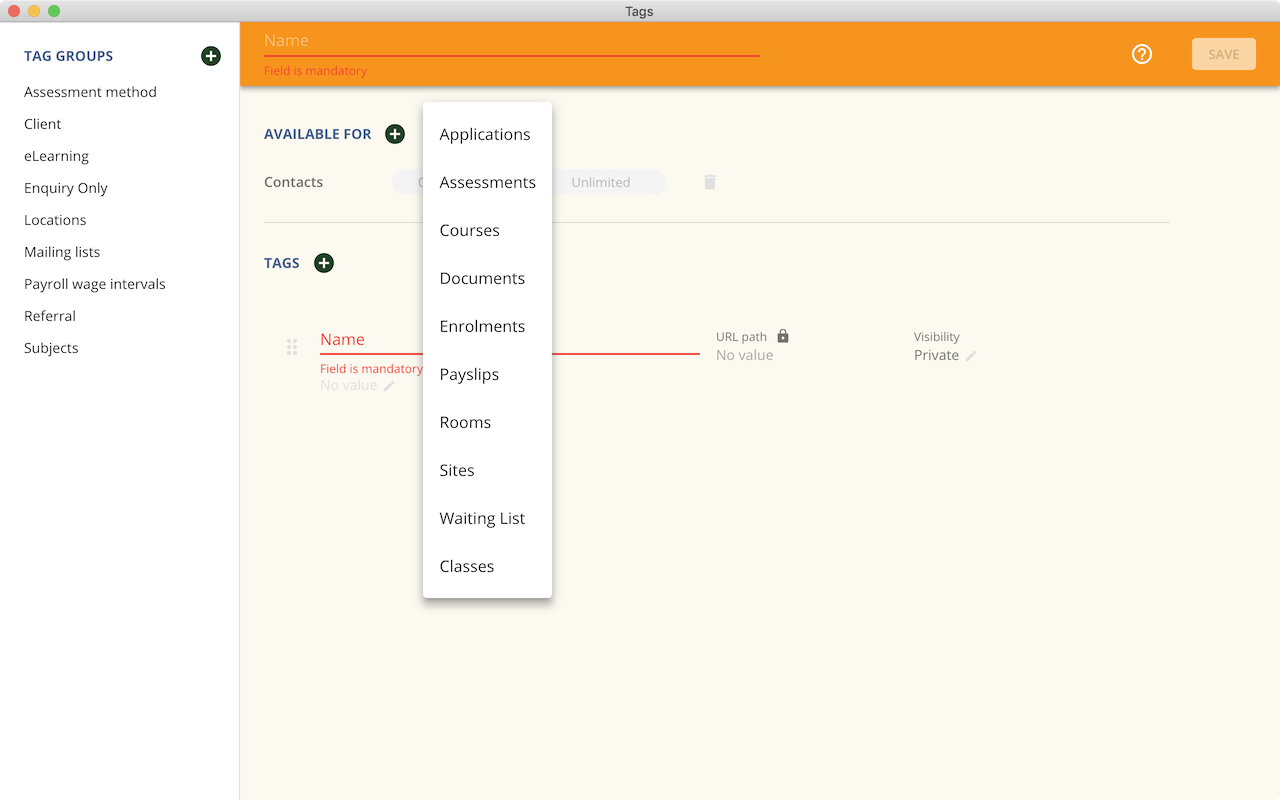 Tags
TAG GROUPS
Assessment method
Client
eLearning
Enquiry Only
Locations
Mailing lists
Payroll wage intervals
Referral
Subjects
Name
Field is mandatory
SAVE
AVAILABLE FOR
Contacts
Unlimited
Applications
Assessments
Courses
Documents
Enrolments
Payslips
Rooms
Sites
Waiting List
Classes
TAGS
Name
Field is mandatory
No value
URL path
No value
Visibility
Private